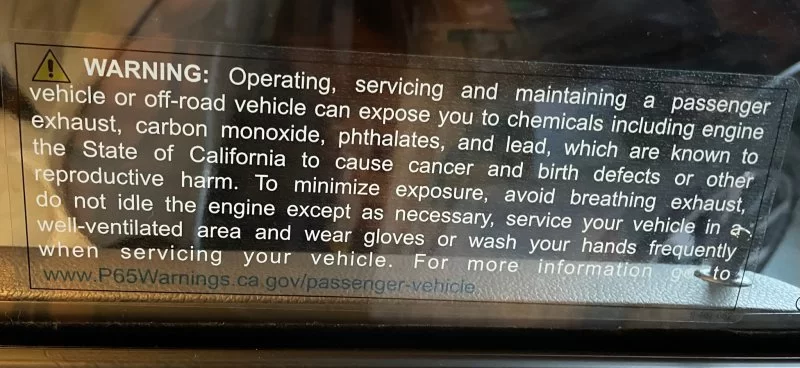 WARNING: Operating, servicing and maintaining a passenger
vehicle or off-road vehicle can expose you to chemicals including engine
exhaust, carbon monoxide, phthalates, and lead, which are known to
the State of California to cause cancer and birth defects or other
reproductive harm. To minimize exposure, avoid breathing exhaust,
do not idle the engine except as necessary, service your vehicle in a
well-ventilated area and wear gloves or wash your hands frequently
when servicing your vehicle. For more information go to
www.P65Warnings.ca.gov/passenger-vehicle.